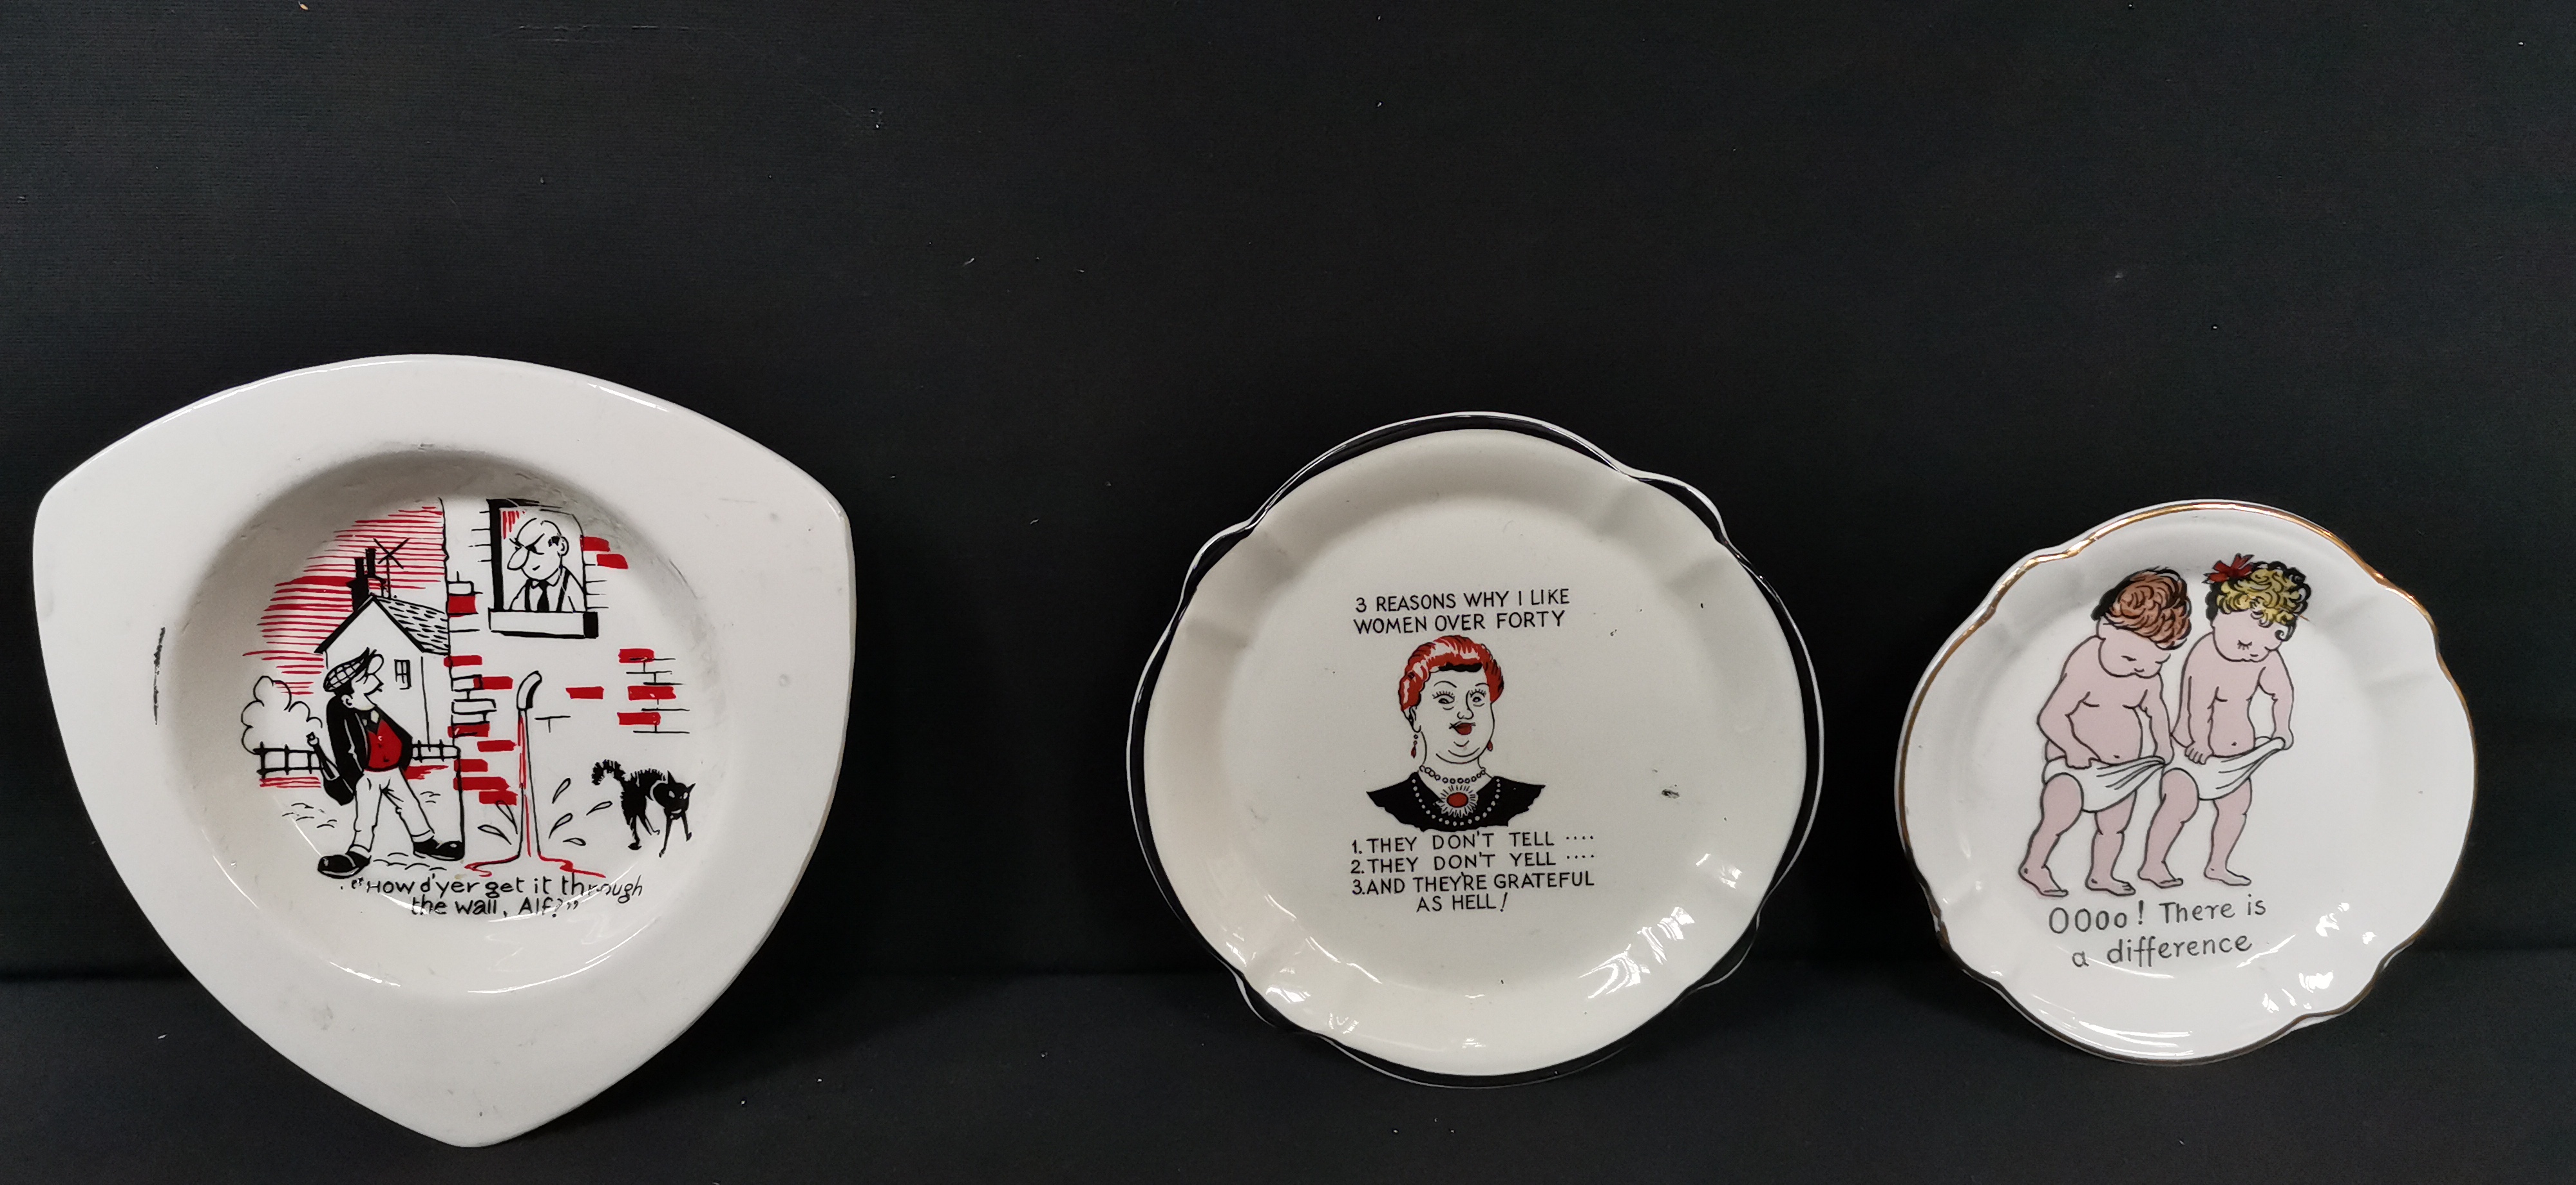 "How d'yer get it through
the wall, Alf?"
3 REASONS WHY I LIKE
WOMEN OVER FORTY
1. THEY DON'T TELL ....
2. THEY DON'T YELL ....
3. AND THEY'RE GRATEFUL
AS HELL!
OOoo! There is
a difference